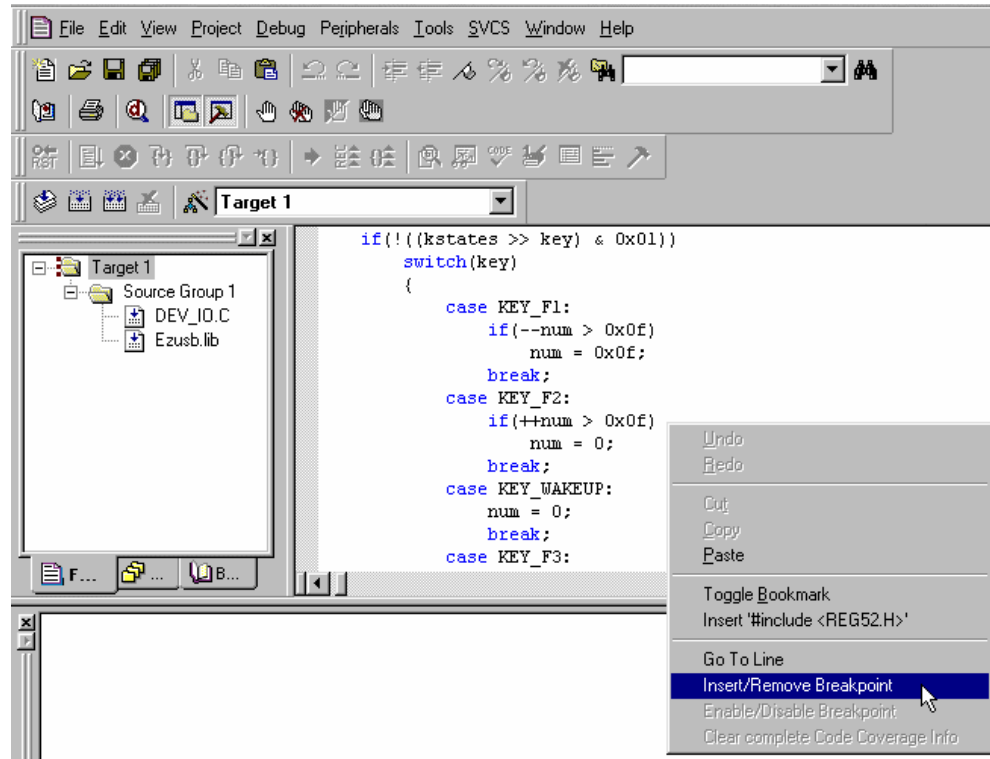 File Edit View Project Debug Peripherals Tools SVCS Window Help
RST
CODE
Target 1
Target 1
Source Group 1
DEV_IO.C
Ezusb.lib
F...
...
B...
if(!((kstates >> key) & 0x01))
switch(key)
{
case KEY_F1:
if(--num > 0x0f)
num = 0x0f;
break;
case KEY_F2:
if(++num > 0x0f)
num = 0;
break;
case KEY_WAKEUP:
num = 0;
break;
case KEY_F3:
Undo
Redo
Cut
Copy
Paste
Toggle Bookmark
Insert '#include <REG52.H>'
Go To Line
Insert/Remove Breakpoint
Enable/Disable Breakpoint
Clear complete Code Coverage Info